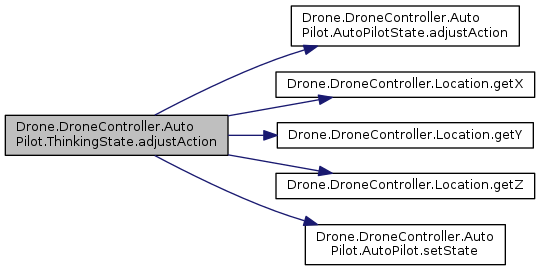 Drone.DroneController.Auto
Pilot.AutoPilotState.adjustAction
Drone.DroneController.Location.getX
Drone.DroneController.Auto
Pilot.ThinkingState.adjustAction
Drone.DroneController.Location.getY
Drone.DroneController.Location.getZ
Drone.DroneController.Auto
Pilot.AutoPilot.setState